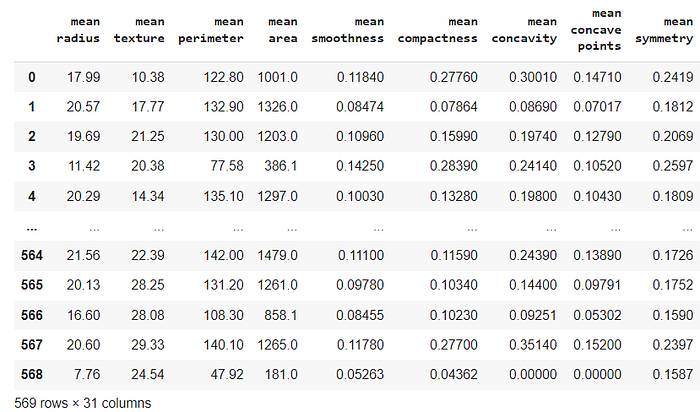 mean radius mean texture mean perimeter mean area mean smoothness mean compactness mean concavity mean concave points mean symmetry
0 17.99 10.38 122.80 1001.0 0.11840 0.27760 0.30010 0.14710 0.2419
1 20.57 17.77 132.90 1326.0 0.08474 0.07864 0.08690 0.07017 0.1812
2 19.69 21.25 130.00 1203.0 0.10960 0.15990 0.19740 0.12790 0.2069
3 11.42 20.38 77.58 386.1 0.14250 0.28390 0.24140 0.10520 0.2597
4 20.29 14.34 135.10 1297.0 0.10030 0.13280 0.19800 0.10430 0.1809
... ... ... ... ... ... ... ... ... ...
564 21.56 22.39 142.00 1479.0 0.11100 0.11590 0.24390 0.13890 0.1726
565 20.13 28.25 131.20 1261.0 0.09780 0.10340 0.14400 0.09791 0.1752
566 16.60 28.08 108.30 858.1 0.08455 0.10230 0.09251 0.05302 0.1590
567 20.60 29.33 140.10 1265.0 0.11780 0.27700 0.35140 0.15200 0.2397
568 7.76 24.54 47.92 181.0 0.05263 0.04362 0.00000 0.00000 0.1587
569 rows × 31 columns